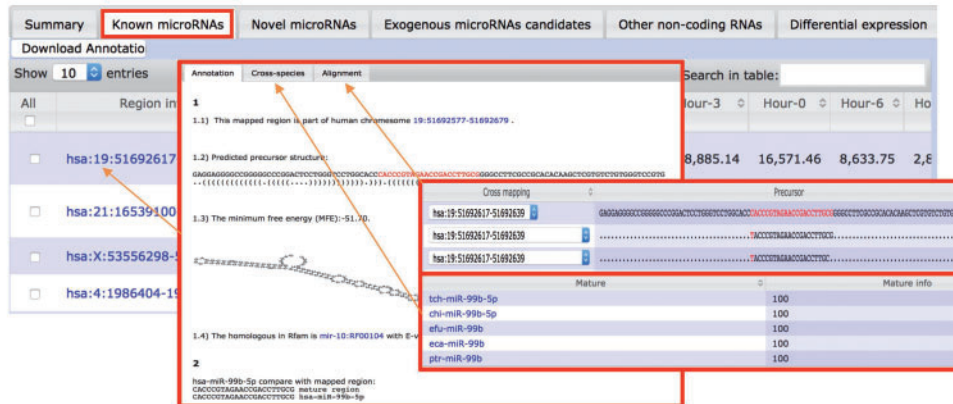 Summary Known microRNAs Novel microRNAs Exogenous microRNAs candidates Other non-coding RNAs Differential expression
Download Annotatio
Show 10 entries
Search in table:
All Region in
our-3 Hour-0 Hour-6 Ho
hsa:19:51692617
8,885.14 16,571.46 8,633.75 2,8
hsa:21:16539100
hsa:X:53556298-5
hsa:4:1986404-19
Annotation Cross-species Alignment
1
1.1) This mapped region is part of human chromosome 19:51692577-51692679 .
1.2) Predicted precursor structure:
GAGGAGGGGCCGGGGGCCCGGACTCCTGGGTCCTGGCACCCACCCGTAGAACCGACCTTGCGGGGCCTTCGCCGCACACAAGCTCGTGTCTGTGGGTCCGTG
1.3) The minimum free energy (MFE):-51.70.
1.4) The homologous in Rfam is mir-10:RF00104 with E-v
2
hsa-miR-99b-5p compare with mapped region:
CACCCGTAGAACCGACCTTGCG mature region
CACCCGTAGAACCGACCTTGCG hsa-miR-99b-5p
Cross mapping Precursor
hsa:19:51692617-51692639
hsa:19:51692617-51692639 TACCCGTAGAACCGACCTTGCG
hsa:19:51692617-51692639 TACCCGTAGAACCGACCTTGC
Mature Mature info
tch-miR-99b-5p 100
chi-miR-99b-5p 100
efu-miR-99b 100
eca-miR-99b 100
ptr-miR-99b 100